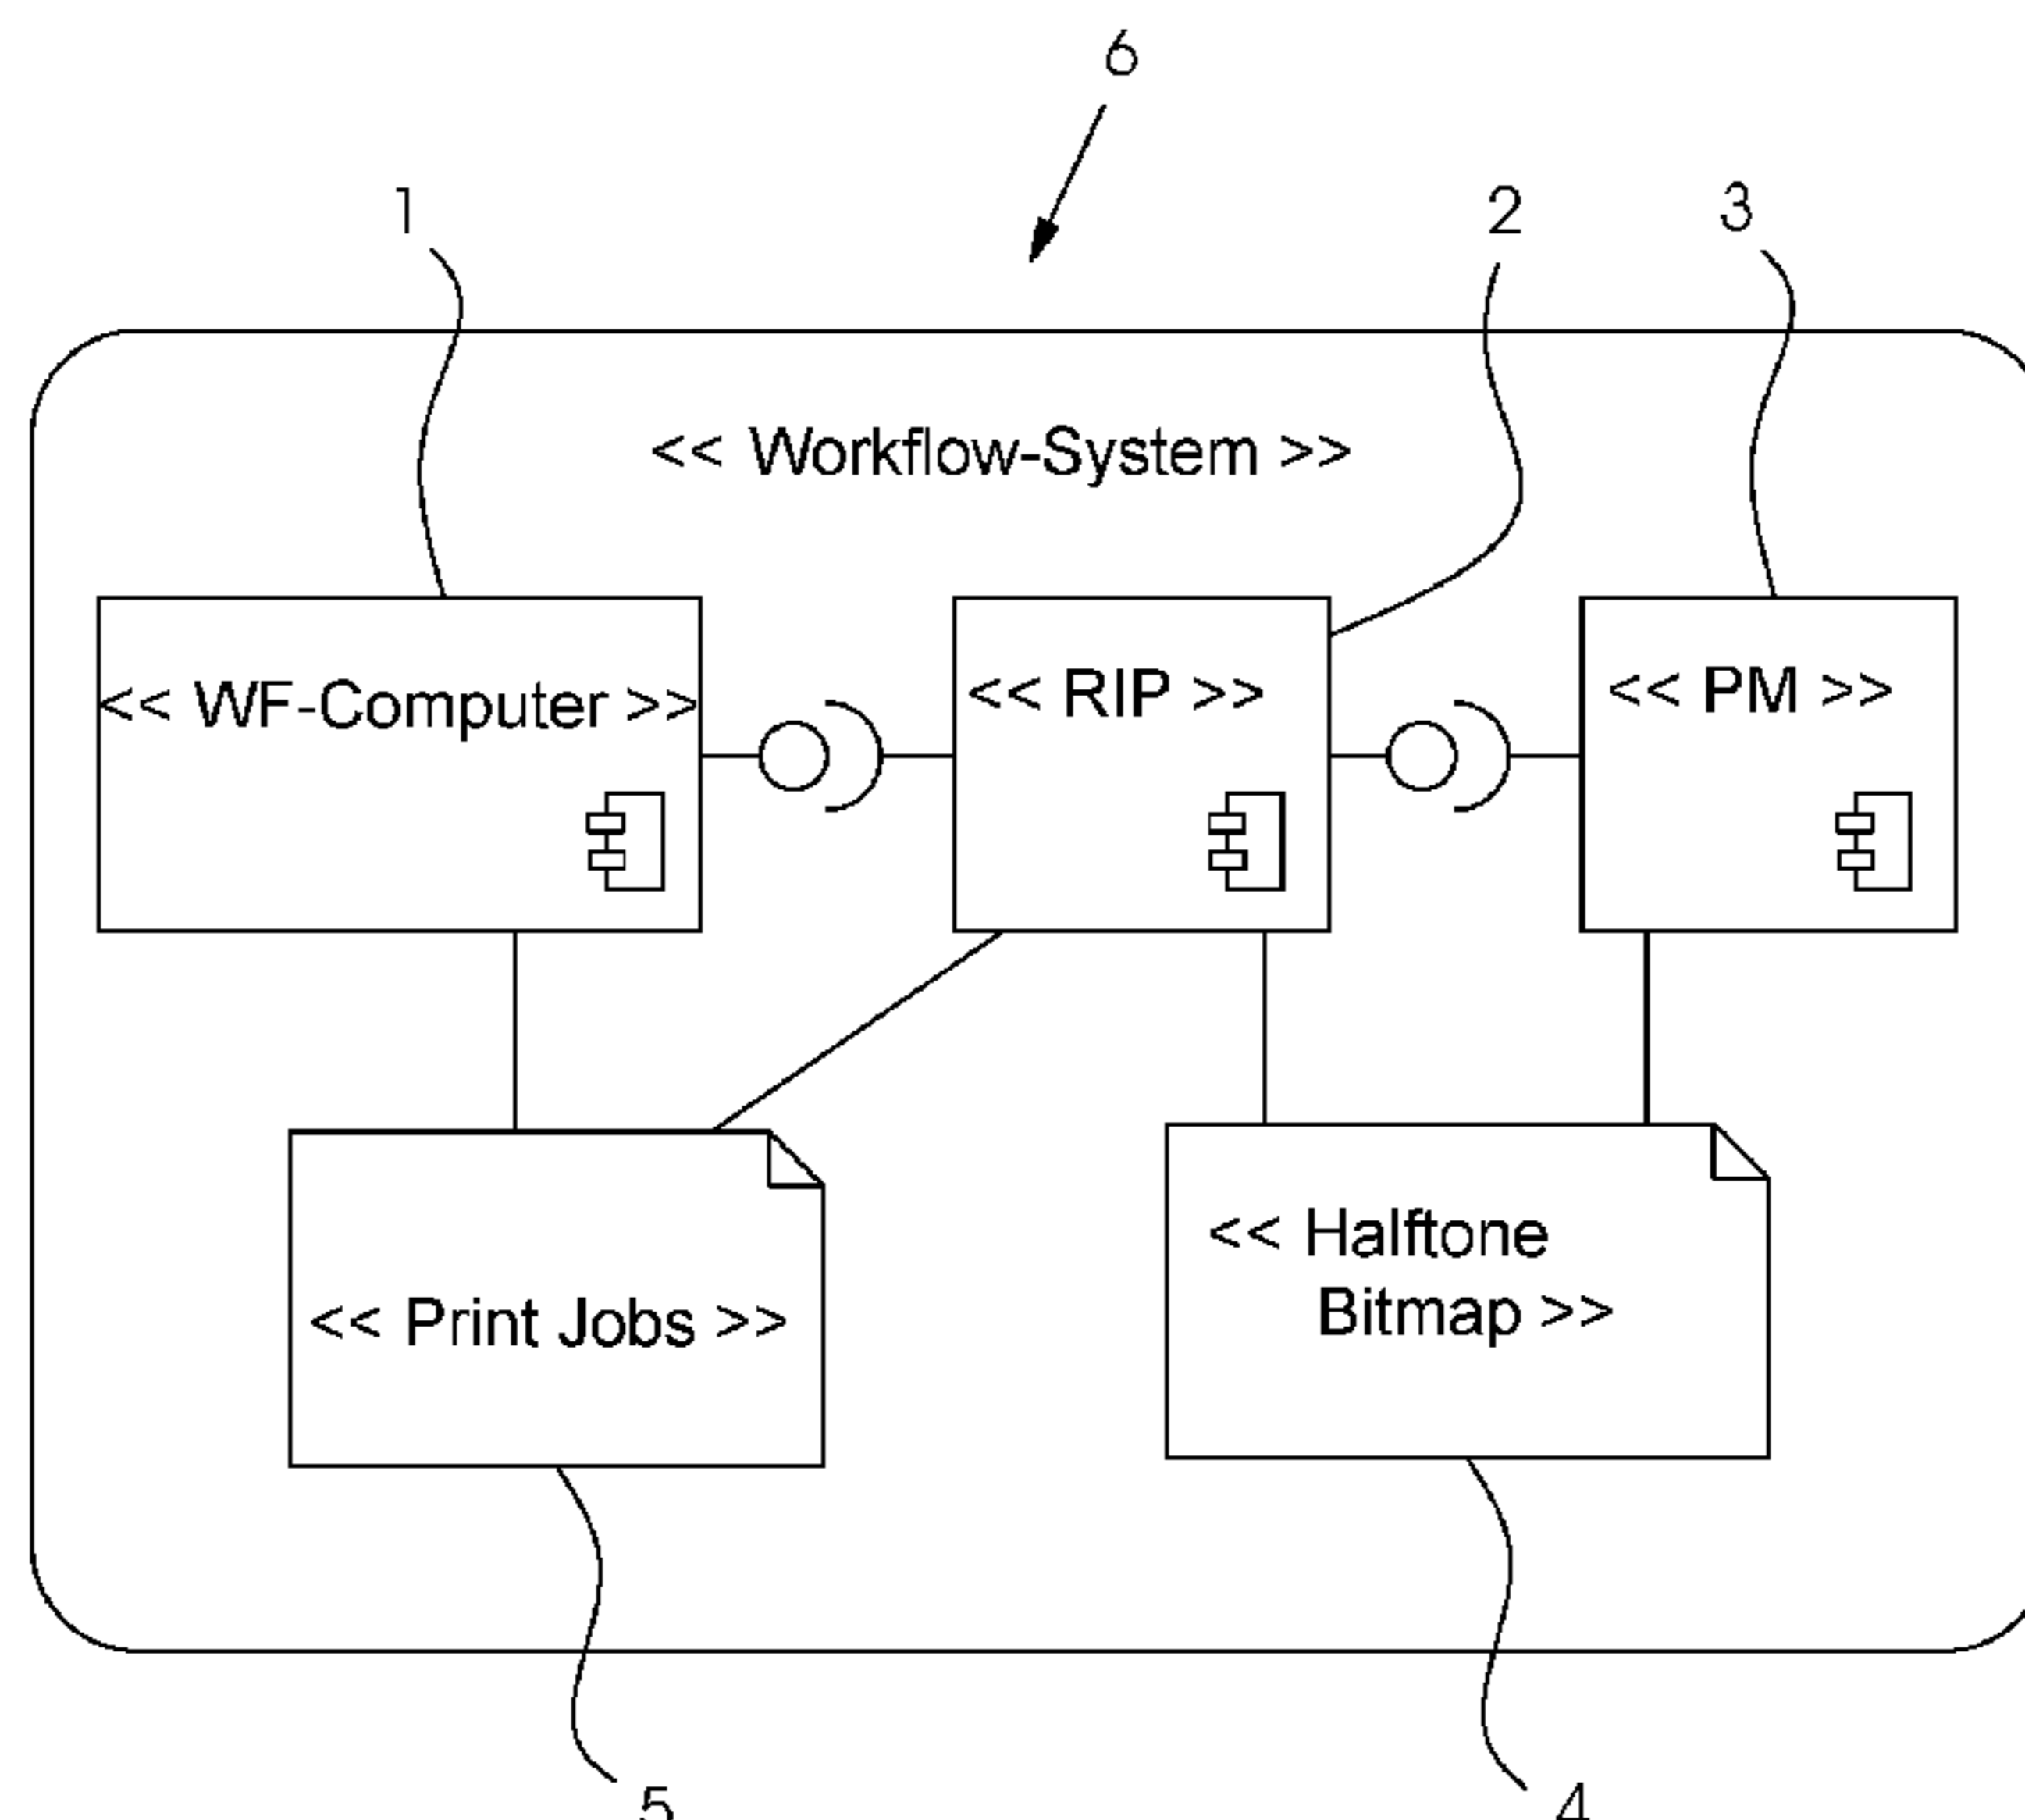 6
1
2
3
<< Workflow-System >>
<< WF-Computer >>
<< RIP >>
<< PM >>
<< Print Jobs >>
<< Halftone
Bitmap >>
5
4